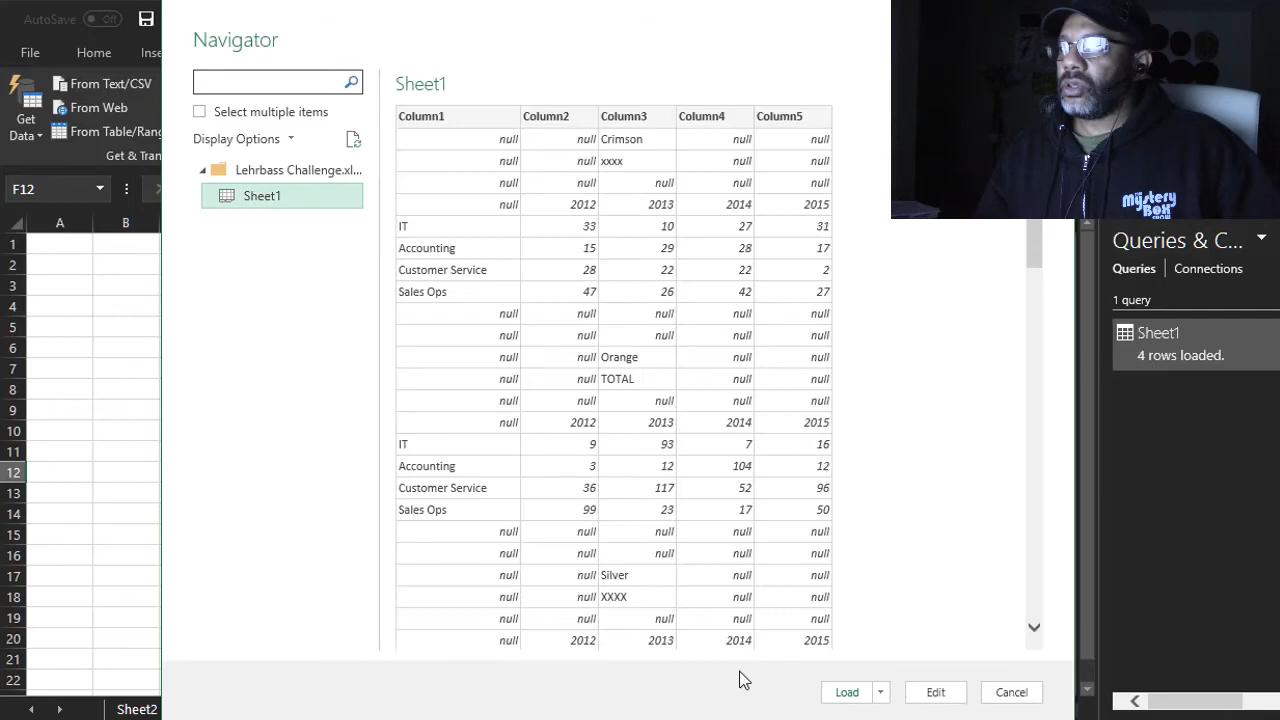 AutoSave Off
File Home Inse
From Text/CSV
From Web
From Table/Rang
Get
Data
Get & Trans
F12
A B
1
2
3
4
5
6
7
8
9
10
11
12
13
14
15
16
17
18
19
20
21
22
Sheet2
Navigator
Select multiple items
Display Options
Lehrbass Challenge.xl...
Sheet1
Sheet1
Column1 Column2 Column3 Column4 Column5
null null Crimson null null
null null xxxx null null
null null null null null
null 2012 2013 2014 2015
IT 33 10 27 31
Accounting 15 29 28 17
Customer Service 28 22 22 2
Sales Ops 47 26 42 27
null null null null null
null null null null null
null null Orange null null
null null TOTAL null null
null null null null null
null 2012 2013 2014 2015
IT 9 93 7 16
Accounting 3 12 104 12
Customer Service 36 117 52 96
Sales Ops 99 23 17 50
null null null null null
null null null null null
null null Silver null null
null null XXXX null null
null null null null null
null 2012 2013 2014 2015
Load Edit Cancel
Mystery
Box
Queries & C...
Queries Connections
1 query
Sheet1
4 rows loaded.